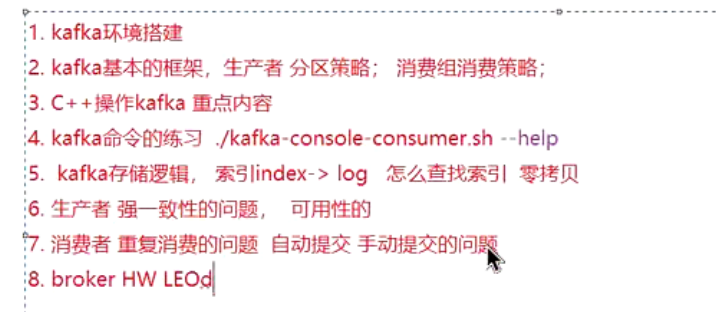 1. kafka环境搭建
2. kafka基本的框架，生产者 分区策略； 消费组消费策略；
3. C++操作kafka 重点内容
4. kafka命令的练习 ./kafka-console-consumer.sh --help
5. kafka存储逻辑， 索引index-> log 怎么查找索引 零拷贝
6. 生产者 强一致性的问题， 可用性的
7. 消费者 重复消费的问题 自动提交 手动提交的问题
8. broker HW LEOd